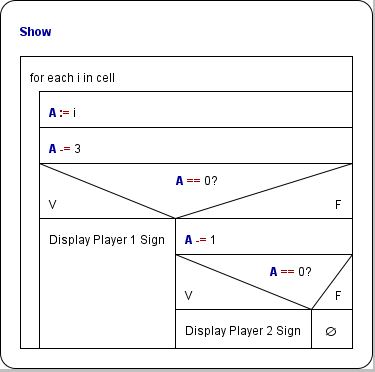 Show
for each i in cell
A := i
A -= 3
A == 0?
V
F
Display Player 1 Sign
A -= 1
A == 0?
V
F
Display Player 2 Sign
∅